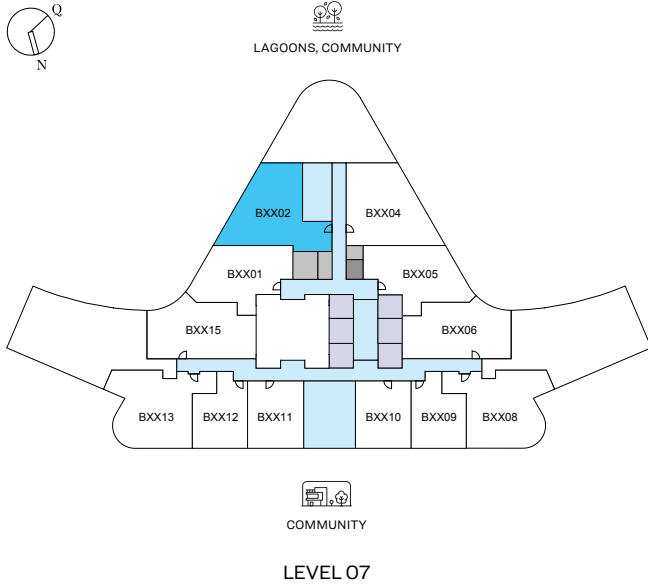 Q
N
LAGOONS, COMMUNITY
BXX02
BXX04
BXX01
BXX05
BXX15
BXX06
BXX13
BXX12
BXX11
BXX10
BXX09
BXX08
COMMUNITY
LEVEL 07